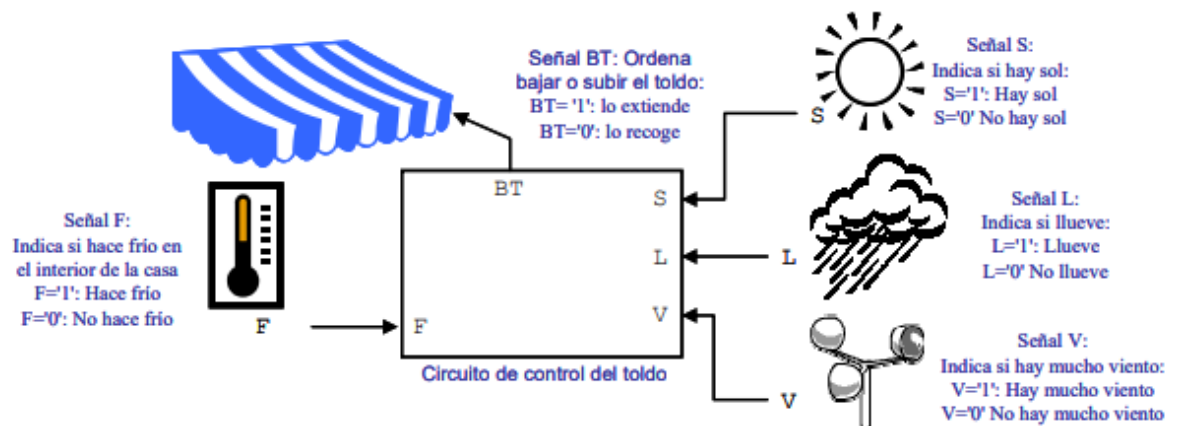 Señal BT: Ordena
bajar o subir el toldo:
BT= '1': lo extiende
BT='0': lo recoge
Señal S:
Indica si hay sol:
S='1': Hay sol
S='0' No hay sol
S
BT
S
L
V
F
Señal F:
Indica si hace frío en
el interior de la casa
F='1': Hace frío
F='0': No hace frío
F
Señal L:
Indica si llueve:
L='1': Llueve
L='0' No llueve
L
Circuito de control del toldo
Señal V:
Indica si hay mucho viento:
V='1': Hay mucho viento
V='0' No hay mucho viento
V